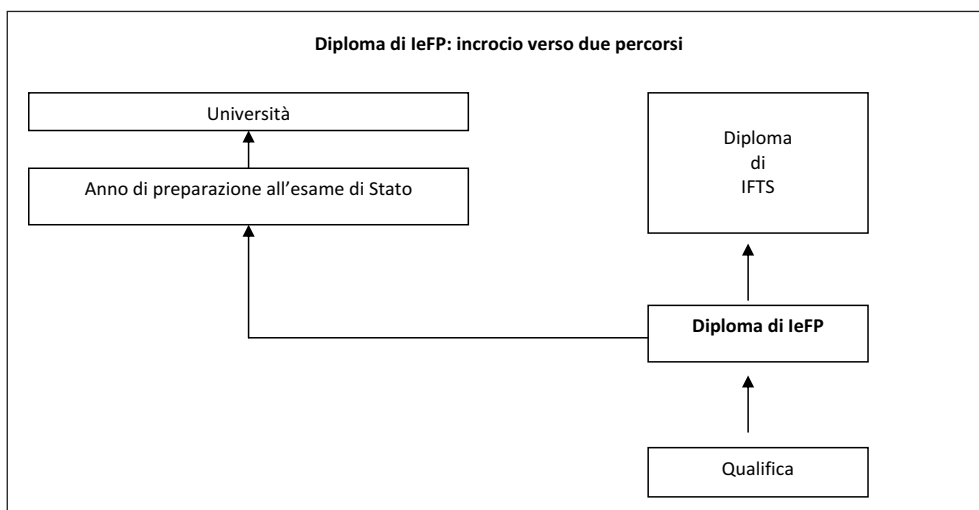 Diploma di IeFP: incrocio verso due percorsi
Università
Anno di preparazione all’esame di Stato
Diploma
di
IFTS
Diploma di IeFP
Qualifica